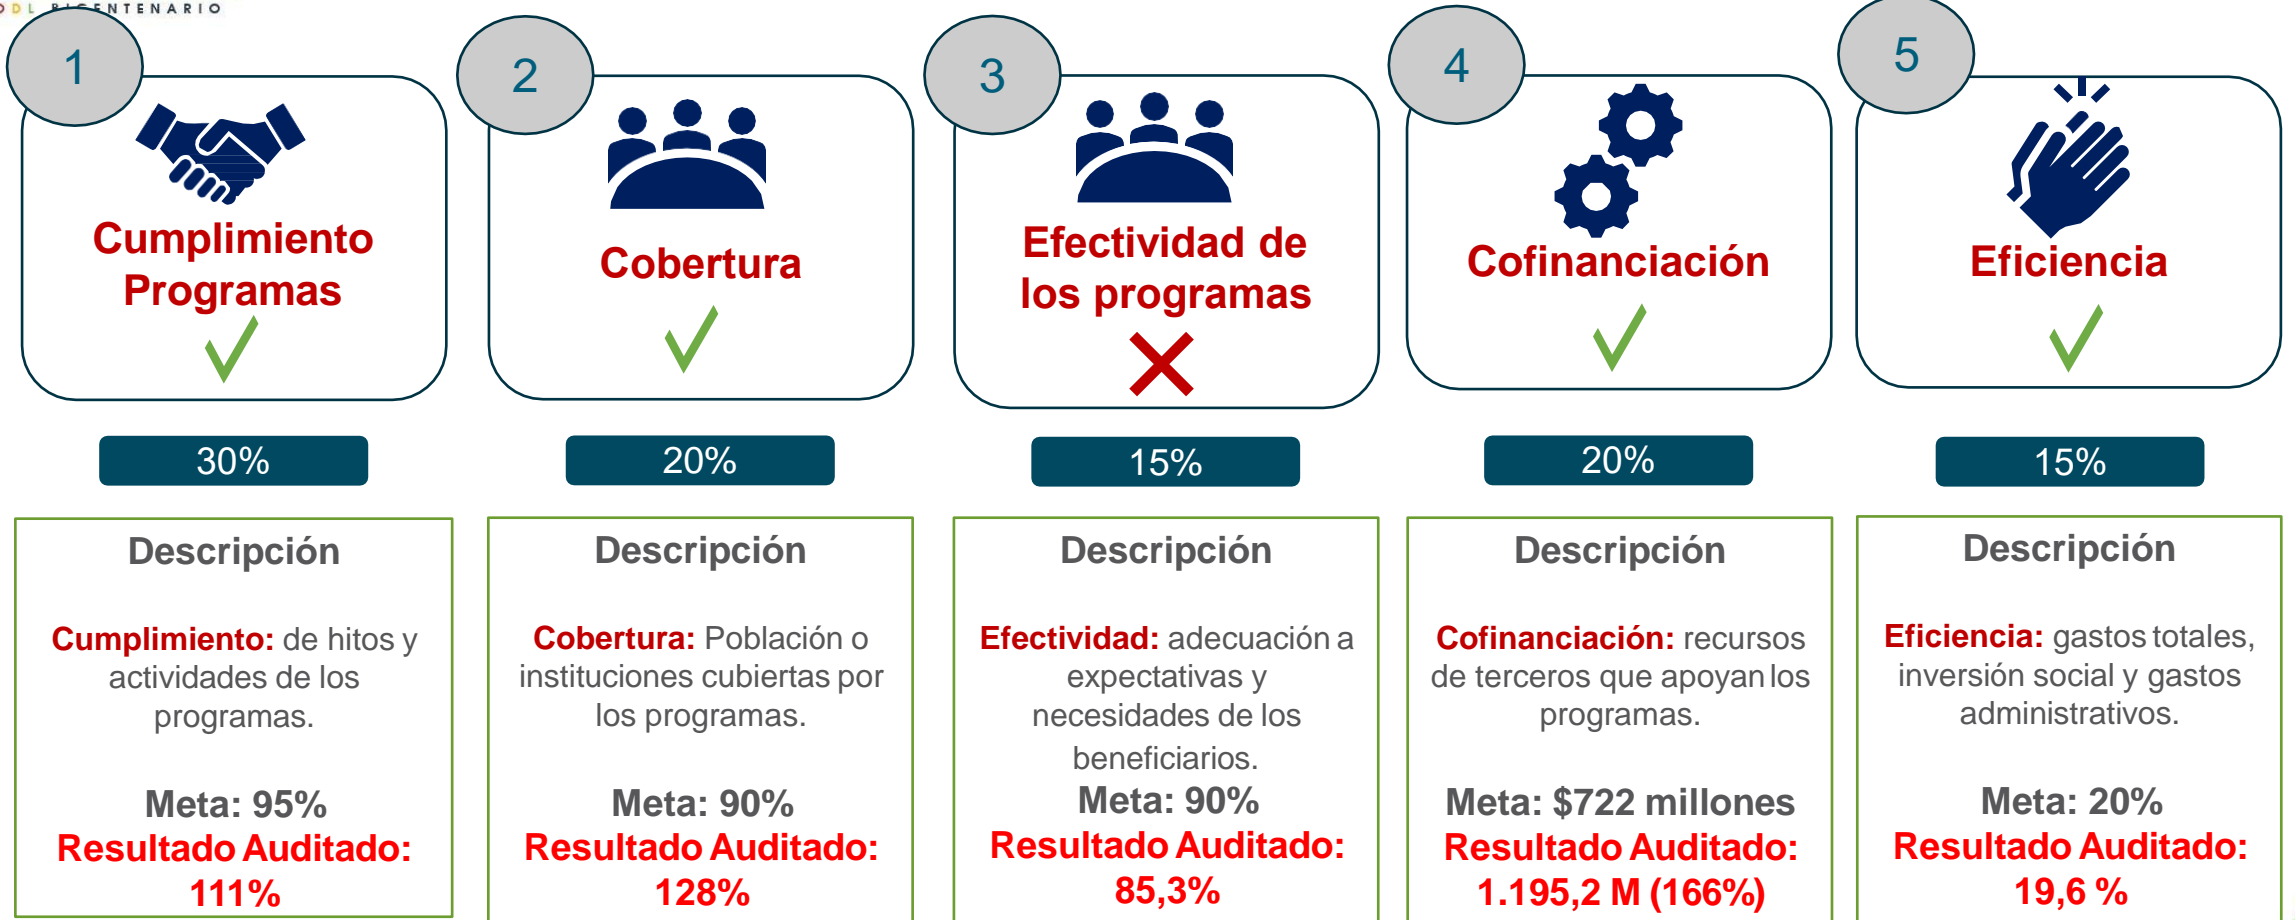 BICENTENARIO
1
Cumplimiento
Programas
30%
Descripción
Cumplimiento: de hitos y
actividades de los
programas.
Meta: 95%
Resultado Auditado:
111%
2
Cobertura
20%
Descripción
Cobertura: Población o
instituciones cubiertas por
los programas.
Meta: 90%
Resultado Auditado:
128%
3
Efectividad de
los programas
15%
Descripción
Efectividad: adecuación a
expectativas y
necesidades de los
beneficiarios.
Meta: 90%
Resultado Auditado:
85,3%
4
Cofinanciación
20%
Descripción
Cofinanciación: recursos
de terceros que apoyan los
programas.
Meta: $722 millones
Resultado Auditado:
1.195,2 M (166%)
5
Eficiencia
15%
Descripción
Eficiencia: gastos totales,
inversión social y gastos
administrativos.
Meta: 20%
Resultado Auditado:
19,6 %